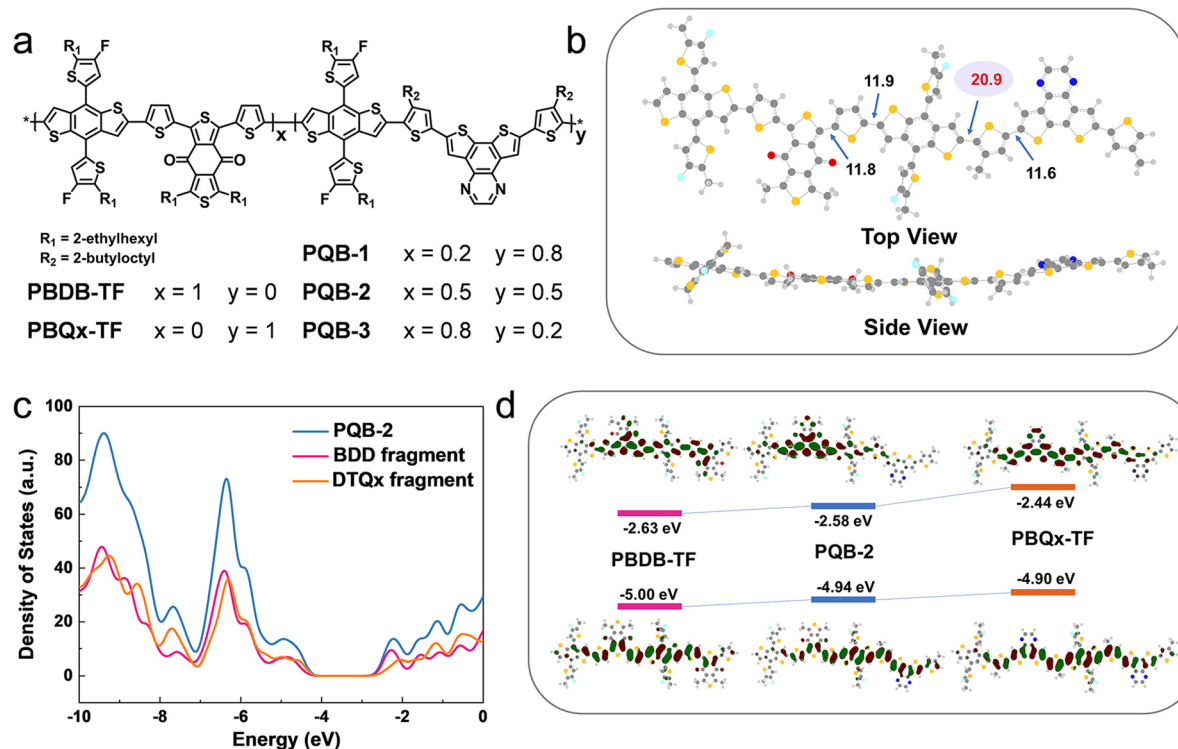 a
R1
F
S
R1
F
S
R2
R2
S
S
S
S
S
S
S
S
S
*
x
*
y
S
S
O
O
S
S
N
N
F
R1
R1
S
R1
F
R1
R1 = 2-ethylhexyl
R2 = 2-butyloctyl
PBDB-TF x = 1 y = 0
PBQx-TF x = 0 y = 1
PQB-1 x = 0.2 y = 0.8
PQB-2 x = 0.5 y = 0.5
PQB-3 x = 0.8 y = 0.2
b
11.9
20.9
11.8
11.6
Top View
Side View
c
Density of States (a.u.)
100
80
60
40
20
0
-10
-8
-6
-4
-2
0
Energy (eV)
PQB-2
BDD fragment
DTQx fragment
d
-2.63 eV
-2.58 eV
-2.44 eV
PBDB-TF
PQB-2
PBQx-TF
-5.00 eV
-4.94 eV
-4.90 eV